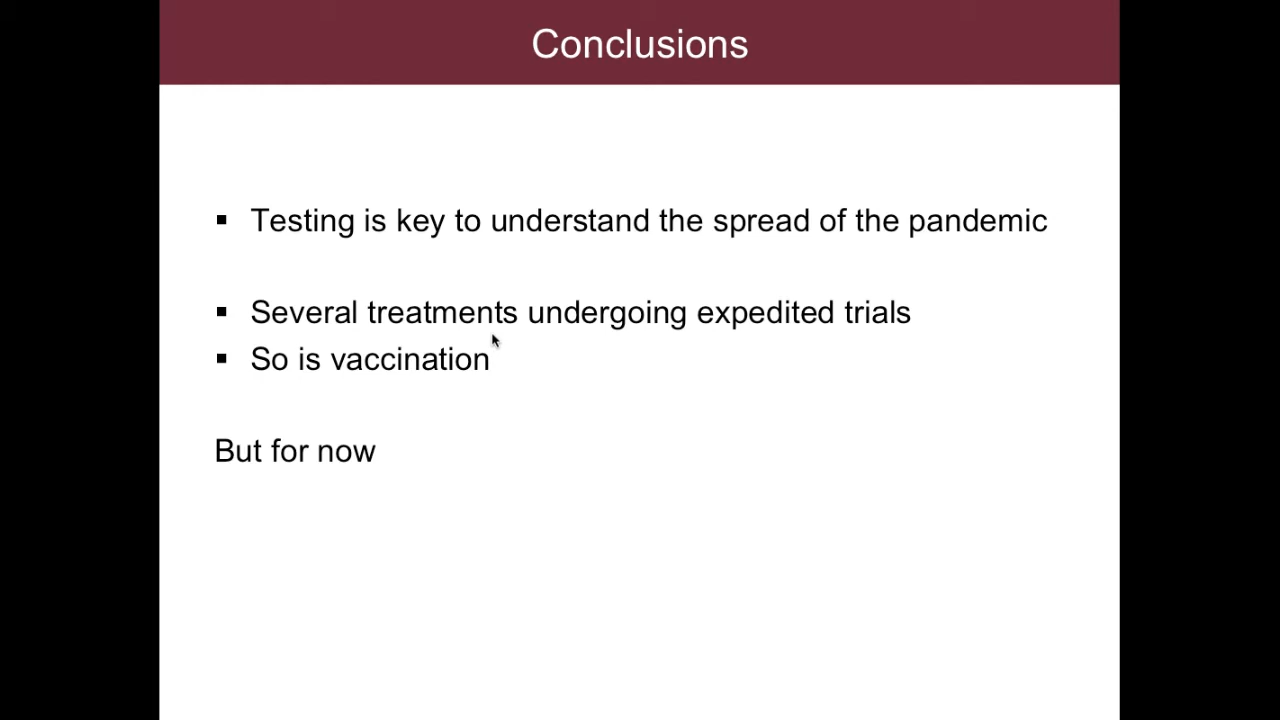 Conclusions
▪ Testing is key to understand the spread of the pandemic
▪ Several treatments undergoing expedited trials
▪ So is vaccination
But for now